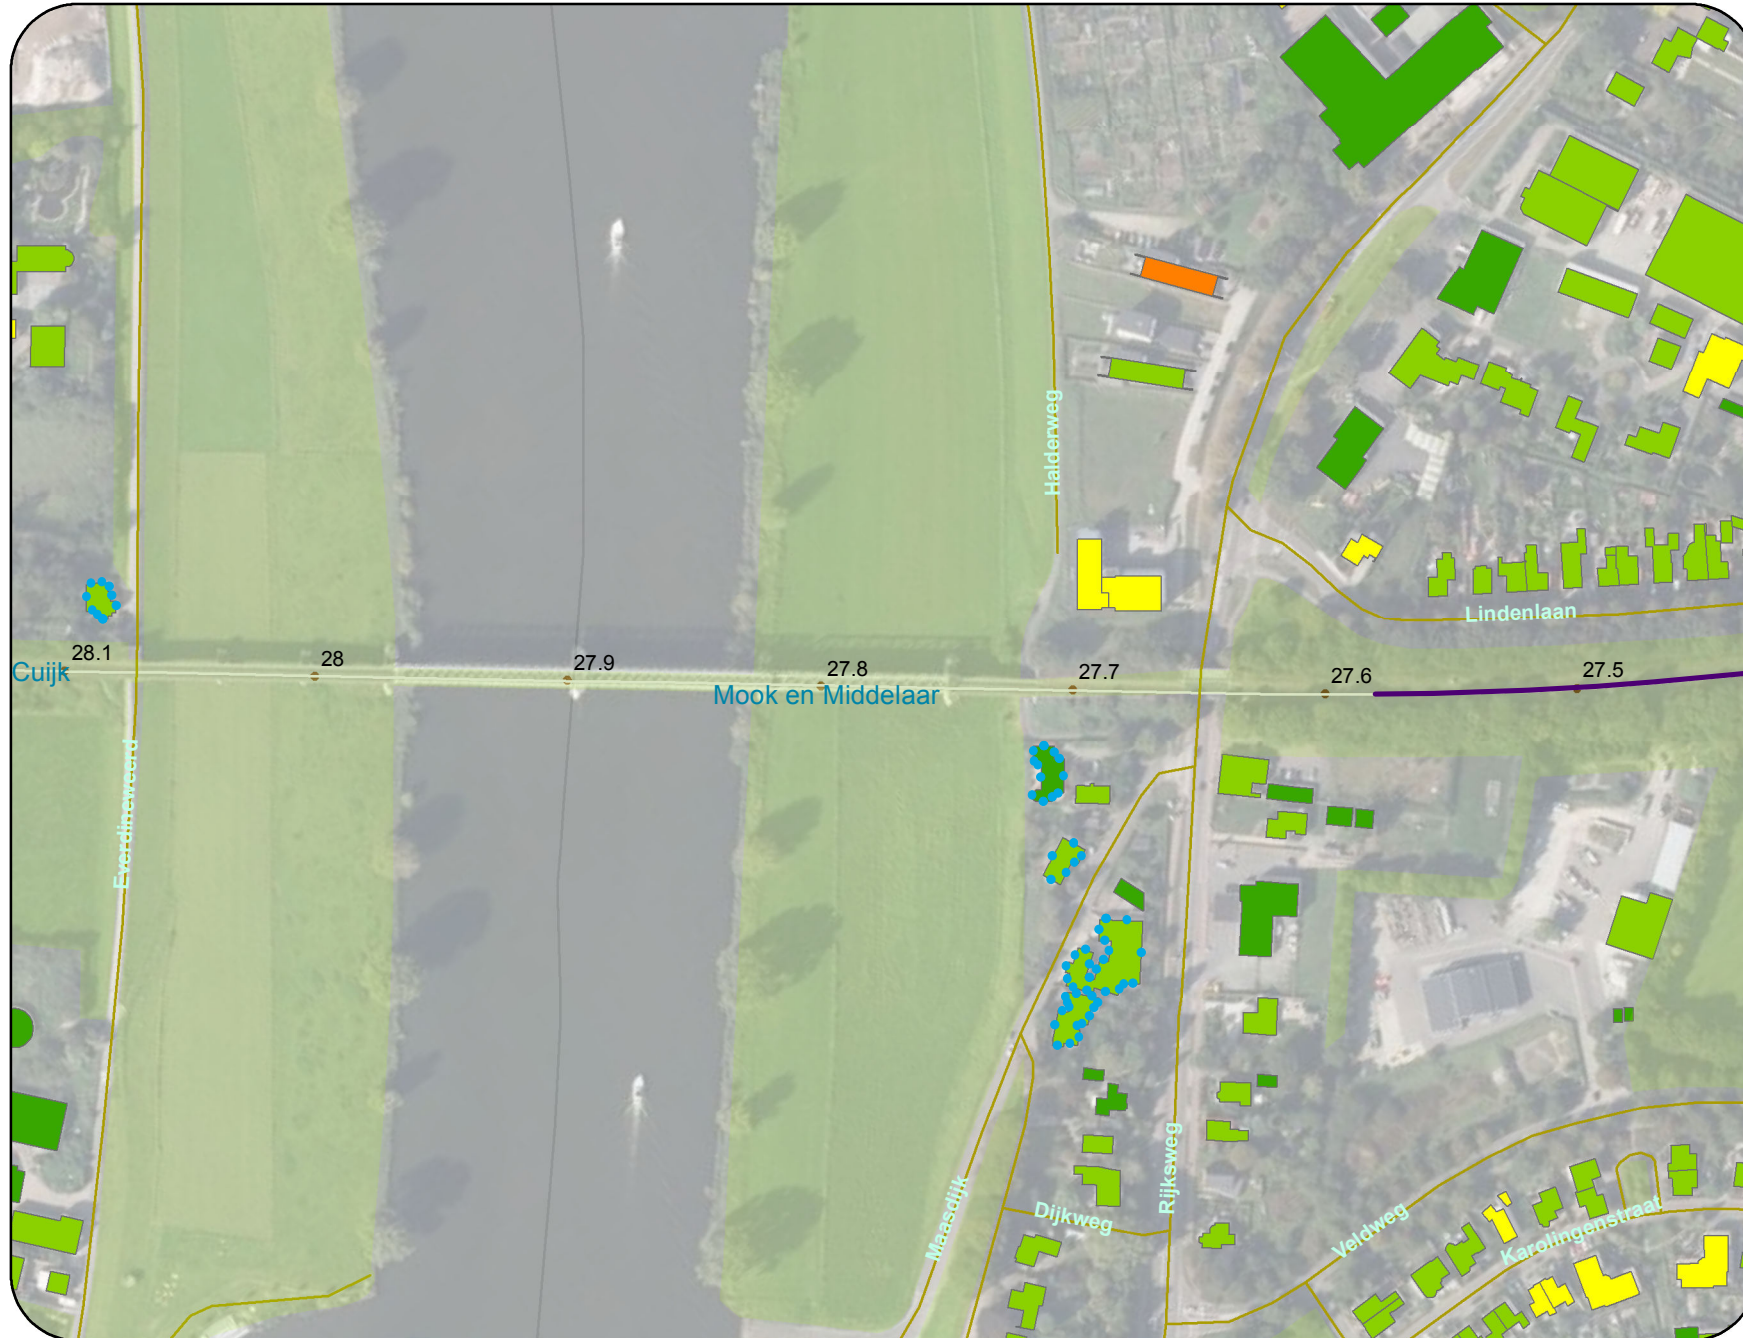 Halderweg
Lindenlaan
28.1
28
27.9
27.8
27.7
27.6
27.5
Cuijk
Mook en Middelaar
Everdineweerd
Maasdijk
Dijkweg
Rijksweg
Veldweg
Karolingenstraat